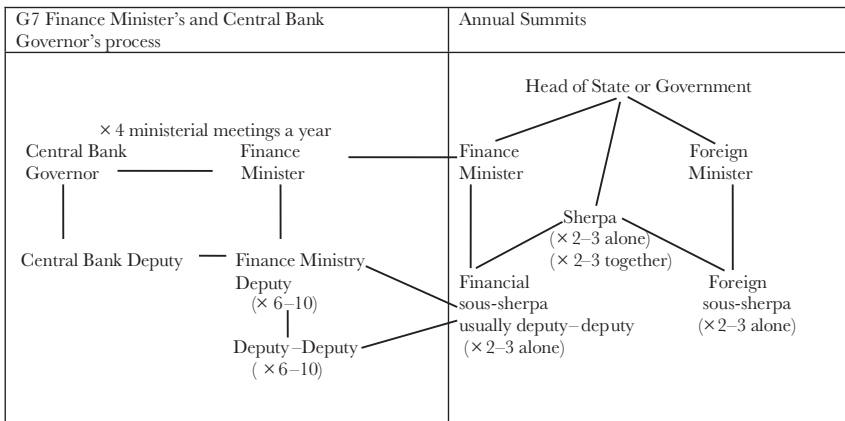 G7 Finance Minister’s and Central Bank
Governor’s process
Annual Summits
Head of State or Government
× 4 ministerial meetings a year
Central Bank
Governor
Finance
Minister
Finance
Minister
Foreign
Minister
Sherpa
(× 2–3 alone)
(× 2–3 together)
Central Bank Deputy
Finance Ministry
Deputy
(× 6–10)
Financial
sous-sherpa
usually deputy–deputy
(× 2–3 alone)
Foreign
sous-sherpa
(× 2–3 alone)
Deputy–Deputy
( × 6–10)